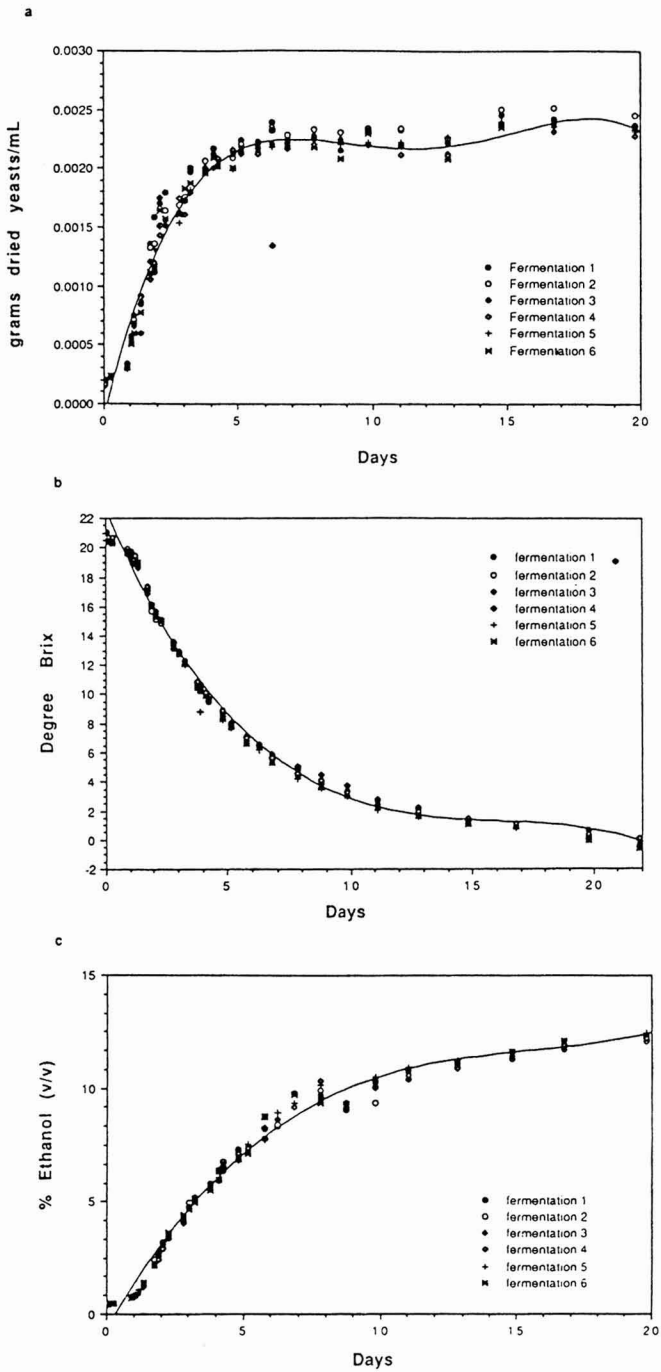 a
0.0030
0.0025
0.0020
0.0015
0.0010
0.0005
0.0000
grams dried yeasts/mL
Fermentation 1
Fermentation 2
Fermentation 3
Fermentation 4
Fermentation 5
Fermentation 6
0 5 10 15 20
Days
b
22
20
18
16
14
12
10
8
6
4
2
0
-2
Degree Brix
fermentation 1
fermentation 2
fermentation 3
fermentation 4
fermentation 5
fermentation 6
0 5 10 15 20
Days
c
15
10
5
0
% Ethanol (v/v)
fermentation 1
fermentation 2
fermentation 3
fermentation 4
fermentation 5
fermentation 6
0 5 10 15 20
Days